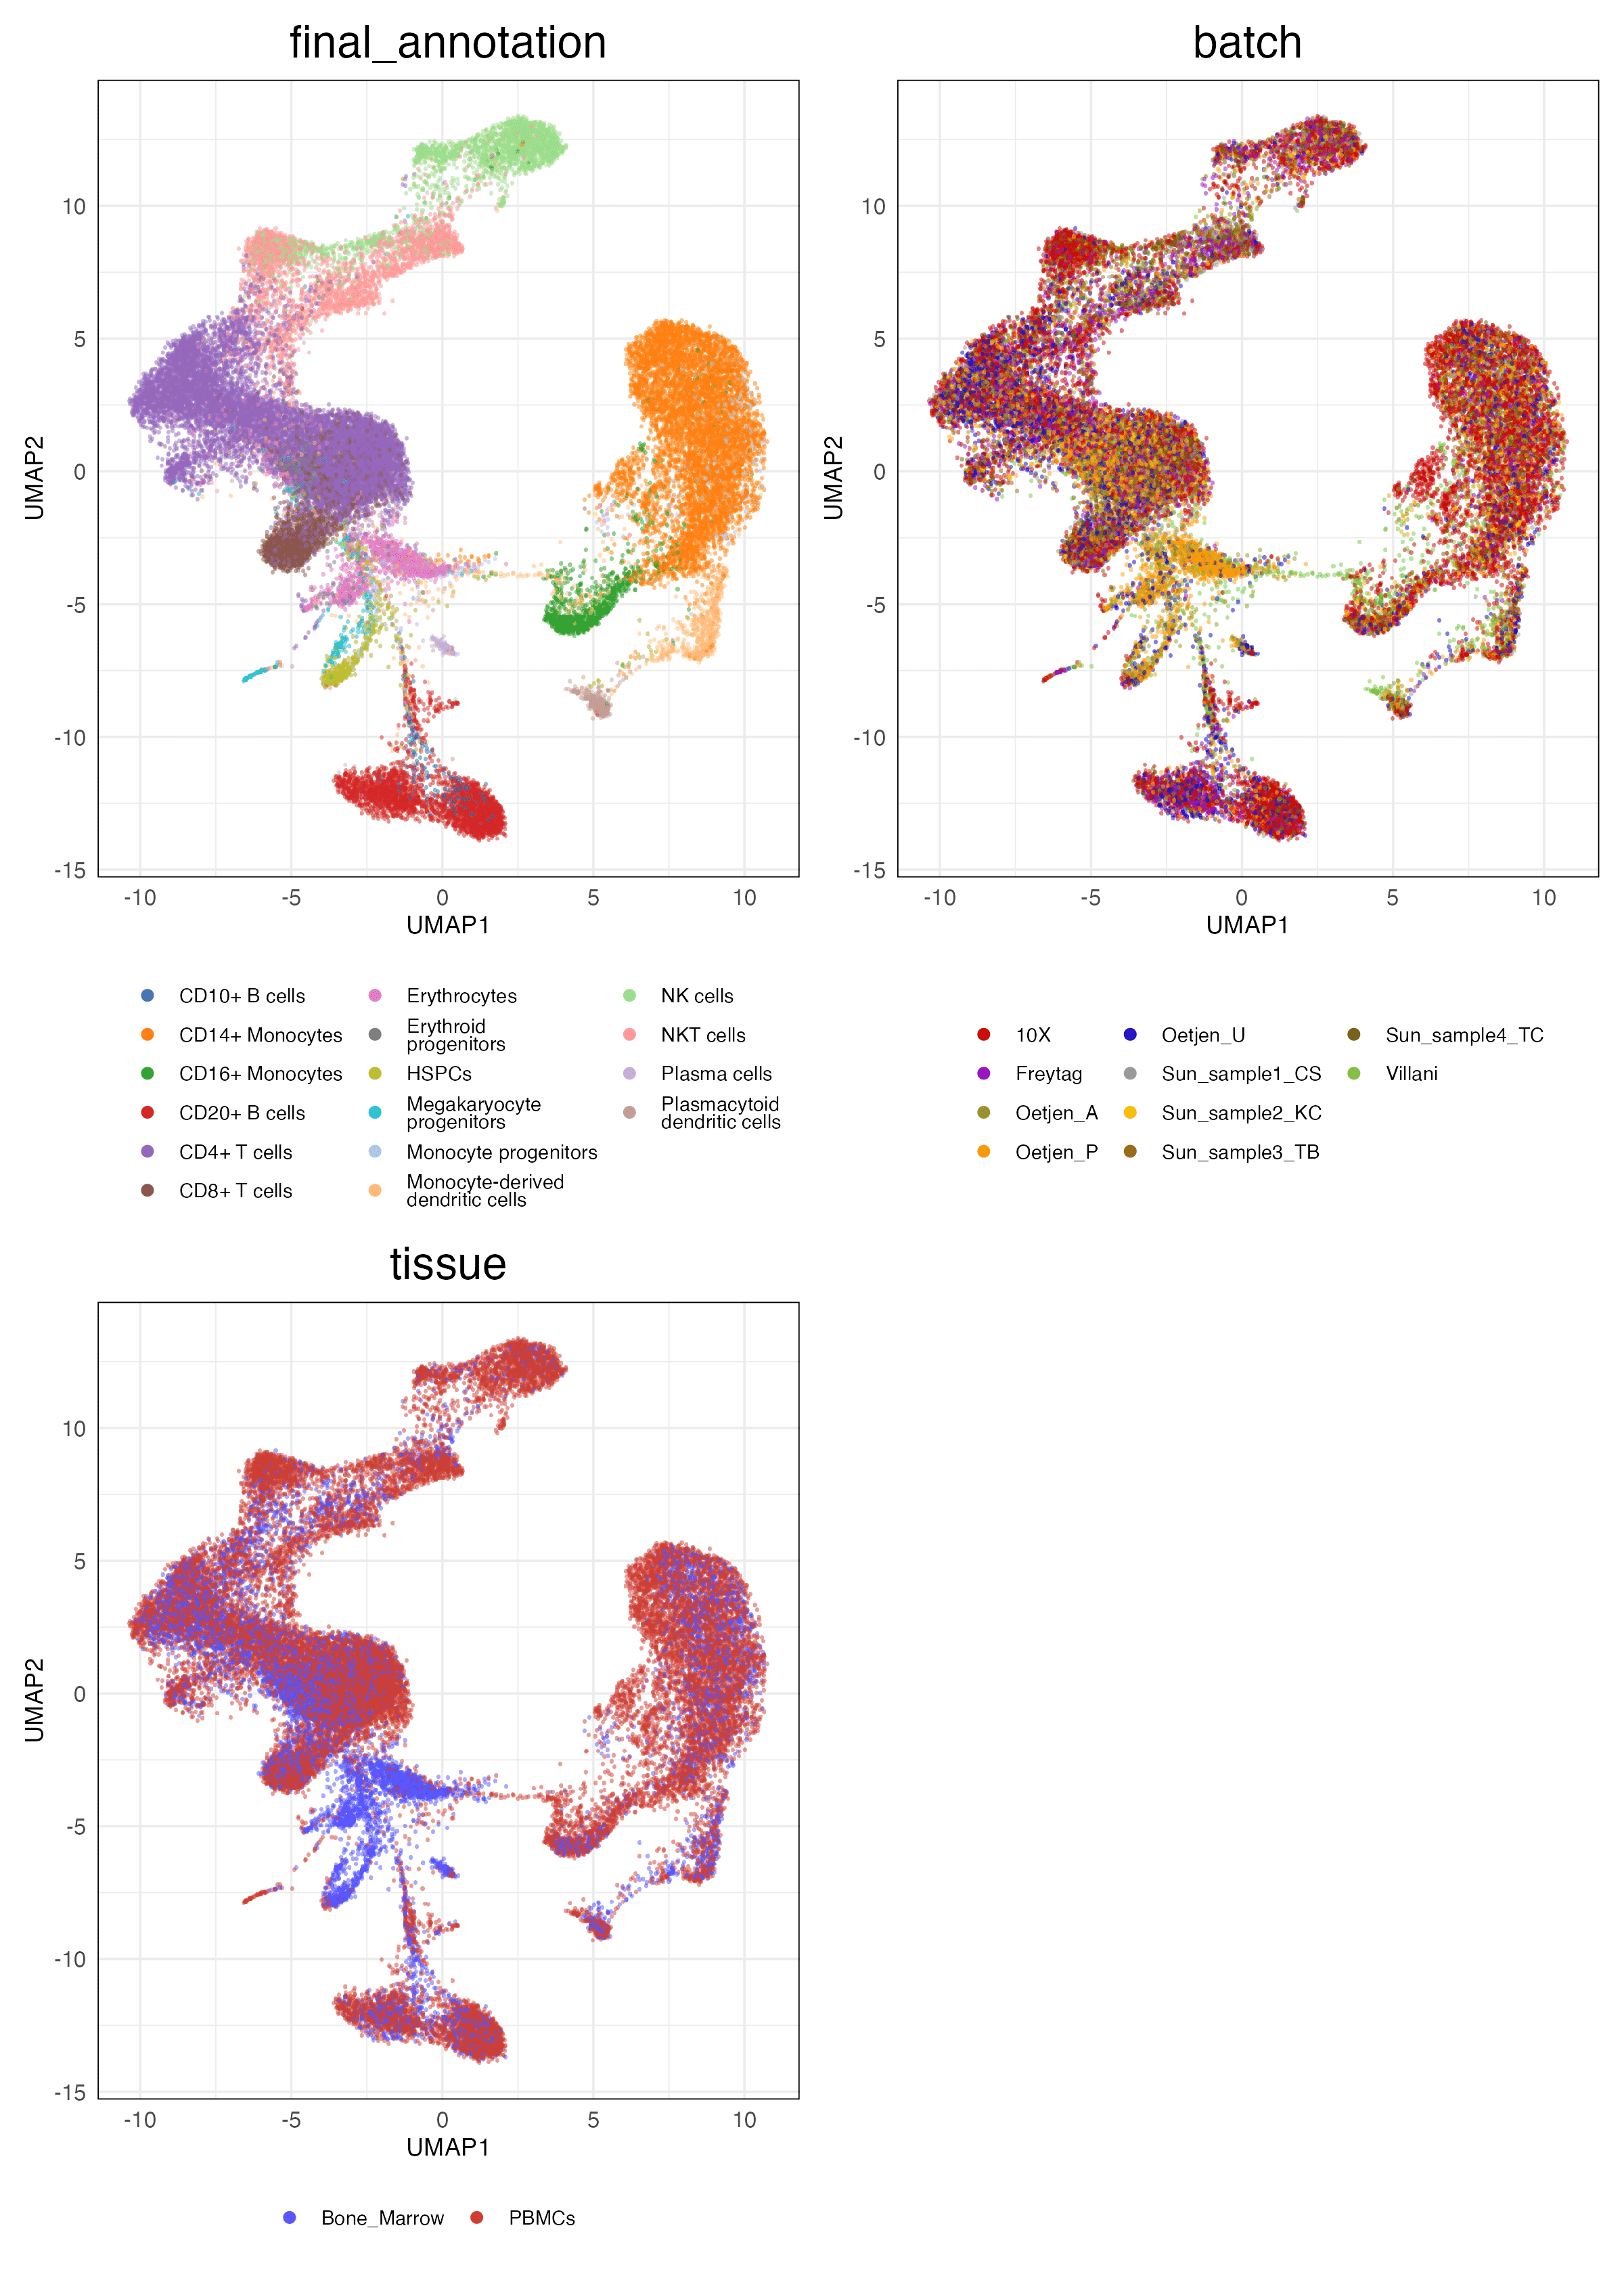 final_annotation
batch
10
5
0
-5
-10
-15
UMAP2
-10 -5 0 5 10
UMAP1
10
5
0
-5
-10
-15
UMAP2
-10 -5 0 5 10
UMAP1
CD10+ B cells
CD14+ Monocytes
CD16+ Monocytes
CD20+ B cells
CD4+ T cells
CD8+ T cells
Erythrocytes
Erythroid
progenitors
HSPCs
Megakaryocyte
progenitors
Monocyte progenitors
Monocyte-derived
dendritic cells
NK cells
NKT cells
Plasma cells
Plasmacytoid
dendritic cells
10X
Freytag
Oetjen_A
Oetjen_P
Oetjen_U
Sun_sample1_CS
Sun_sample2_KC
Sun_sample3_TB
Sun_sample4_TC
Villani
tissue
10
5
0
-5
-10
-15
UMAP2
-10 -5 0 5 10
UMAP1
Bone_Marrow PBMCs